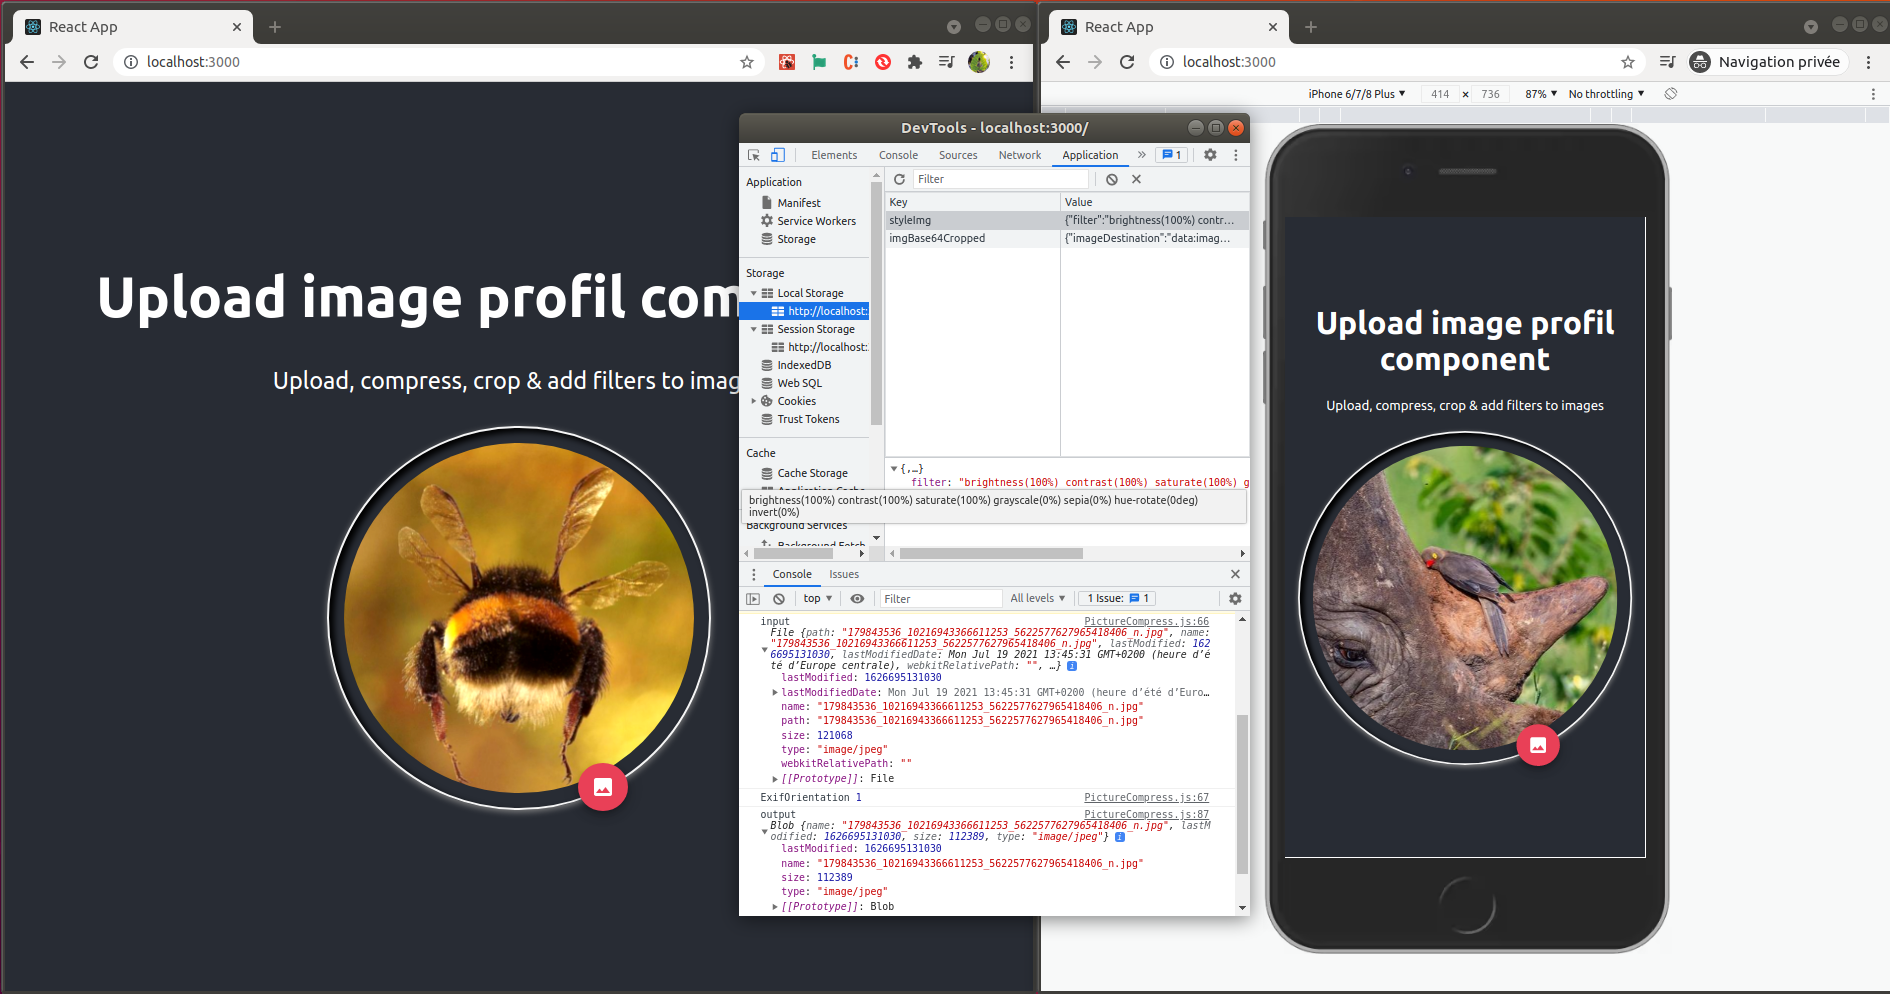 React App
localhost:3000
Upload image profil com
Upload, compress, crop & add filters to imag
React App
localhost:3000
Navigation privée
iPhone 6/7/8 Plus
414 × 736
87%
No throttling
Upload image profil
component
Upload, compress, crop & add filters to images
DevTools - localhost:3000/
Elements Console Sources Network Application » 1
Application
Manifest
Service Workers
Storage
Storage
Local Storage
http://localhost:
Session Storage
http://localhost:
IndexedDB
Web SQL
Cookies
Trust Tokens
Cache
Cache Storage
Application Cache
Background Services
Background Fetch
Filter
Key Value
styleImg {"filter":"brightness(100%) contr…
imgBase64Cropped {"imageDestination":"data:imag…
{,…}
filter: "brightness(100%) contrast(100%) saturate(100%) g
brightness(100%) contrast(100%) saturate(100%) grayscale(0%) sepia(0%) hue-rotate(0deg)
invert(0%)
Console Issues
top Filter All levels 1 Issue: 1
input PictureCompress.js:66
File {path: "179843536_10216943366611253_5622577627965418406_n.jpg", name:
"179843536_10216943366611253_5622577627965418406_n.jpg", lastModified: 162
6695131030, lastModifiedDate: Mon Jul 19 2021 13:45:31 GMT+0200 (heure d’é
té d’Europe centrale), webkitRelativePath: "", …} i
lastModified: 1626695131030
lastModifiedDate: Mon Jul 19 2021 13:45:31 GMT+0200 (heure d’été d’Euro…
name: "179843536_10216943366611253_5622577627965418406_n.jpg"
path: "179843536_10216943366611253_5622577627965418406_n.jpg"
size: 121068
type: "image/jpeg"
webkitRelativePath: ""
[[Prototype]]: File
ExifOrientation 1 PictureCompress.js:67
output PictureCompress.js:87
Blob {name: "179843536_10216943366611253_5622577627965418406_n.jpg", lastM
odified: 1626695131030, size: 112389, type: "image/jpeg"} i
lastModified: 1626695131030
name: "179843536_10216943366611253_5622577627965418406_n.jpg"
size: 112389
type: "image/jpeg"
[[Prototype]]: Blob